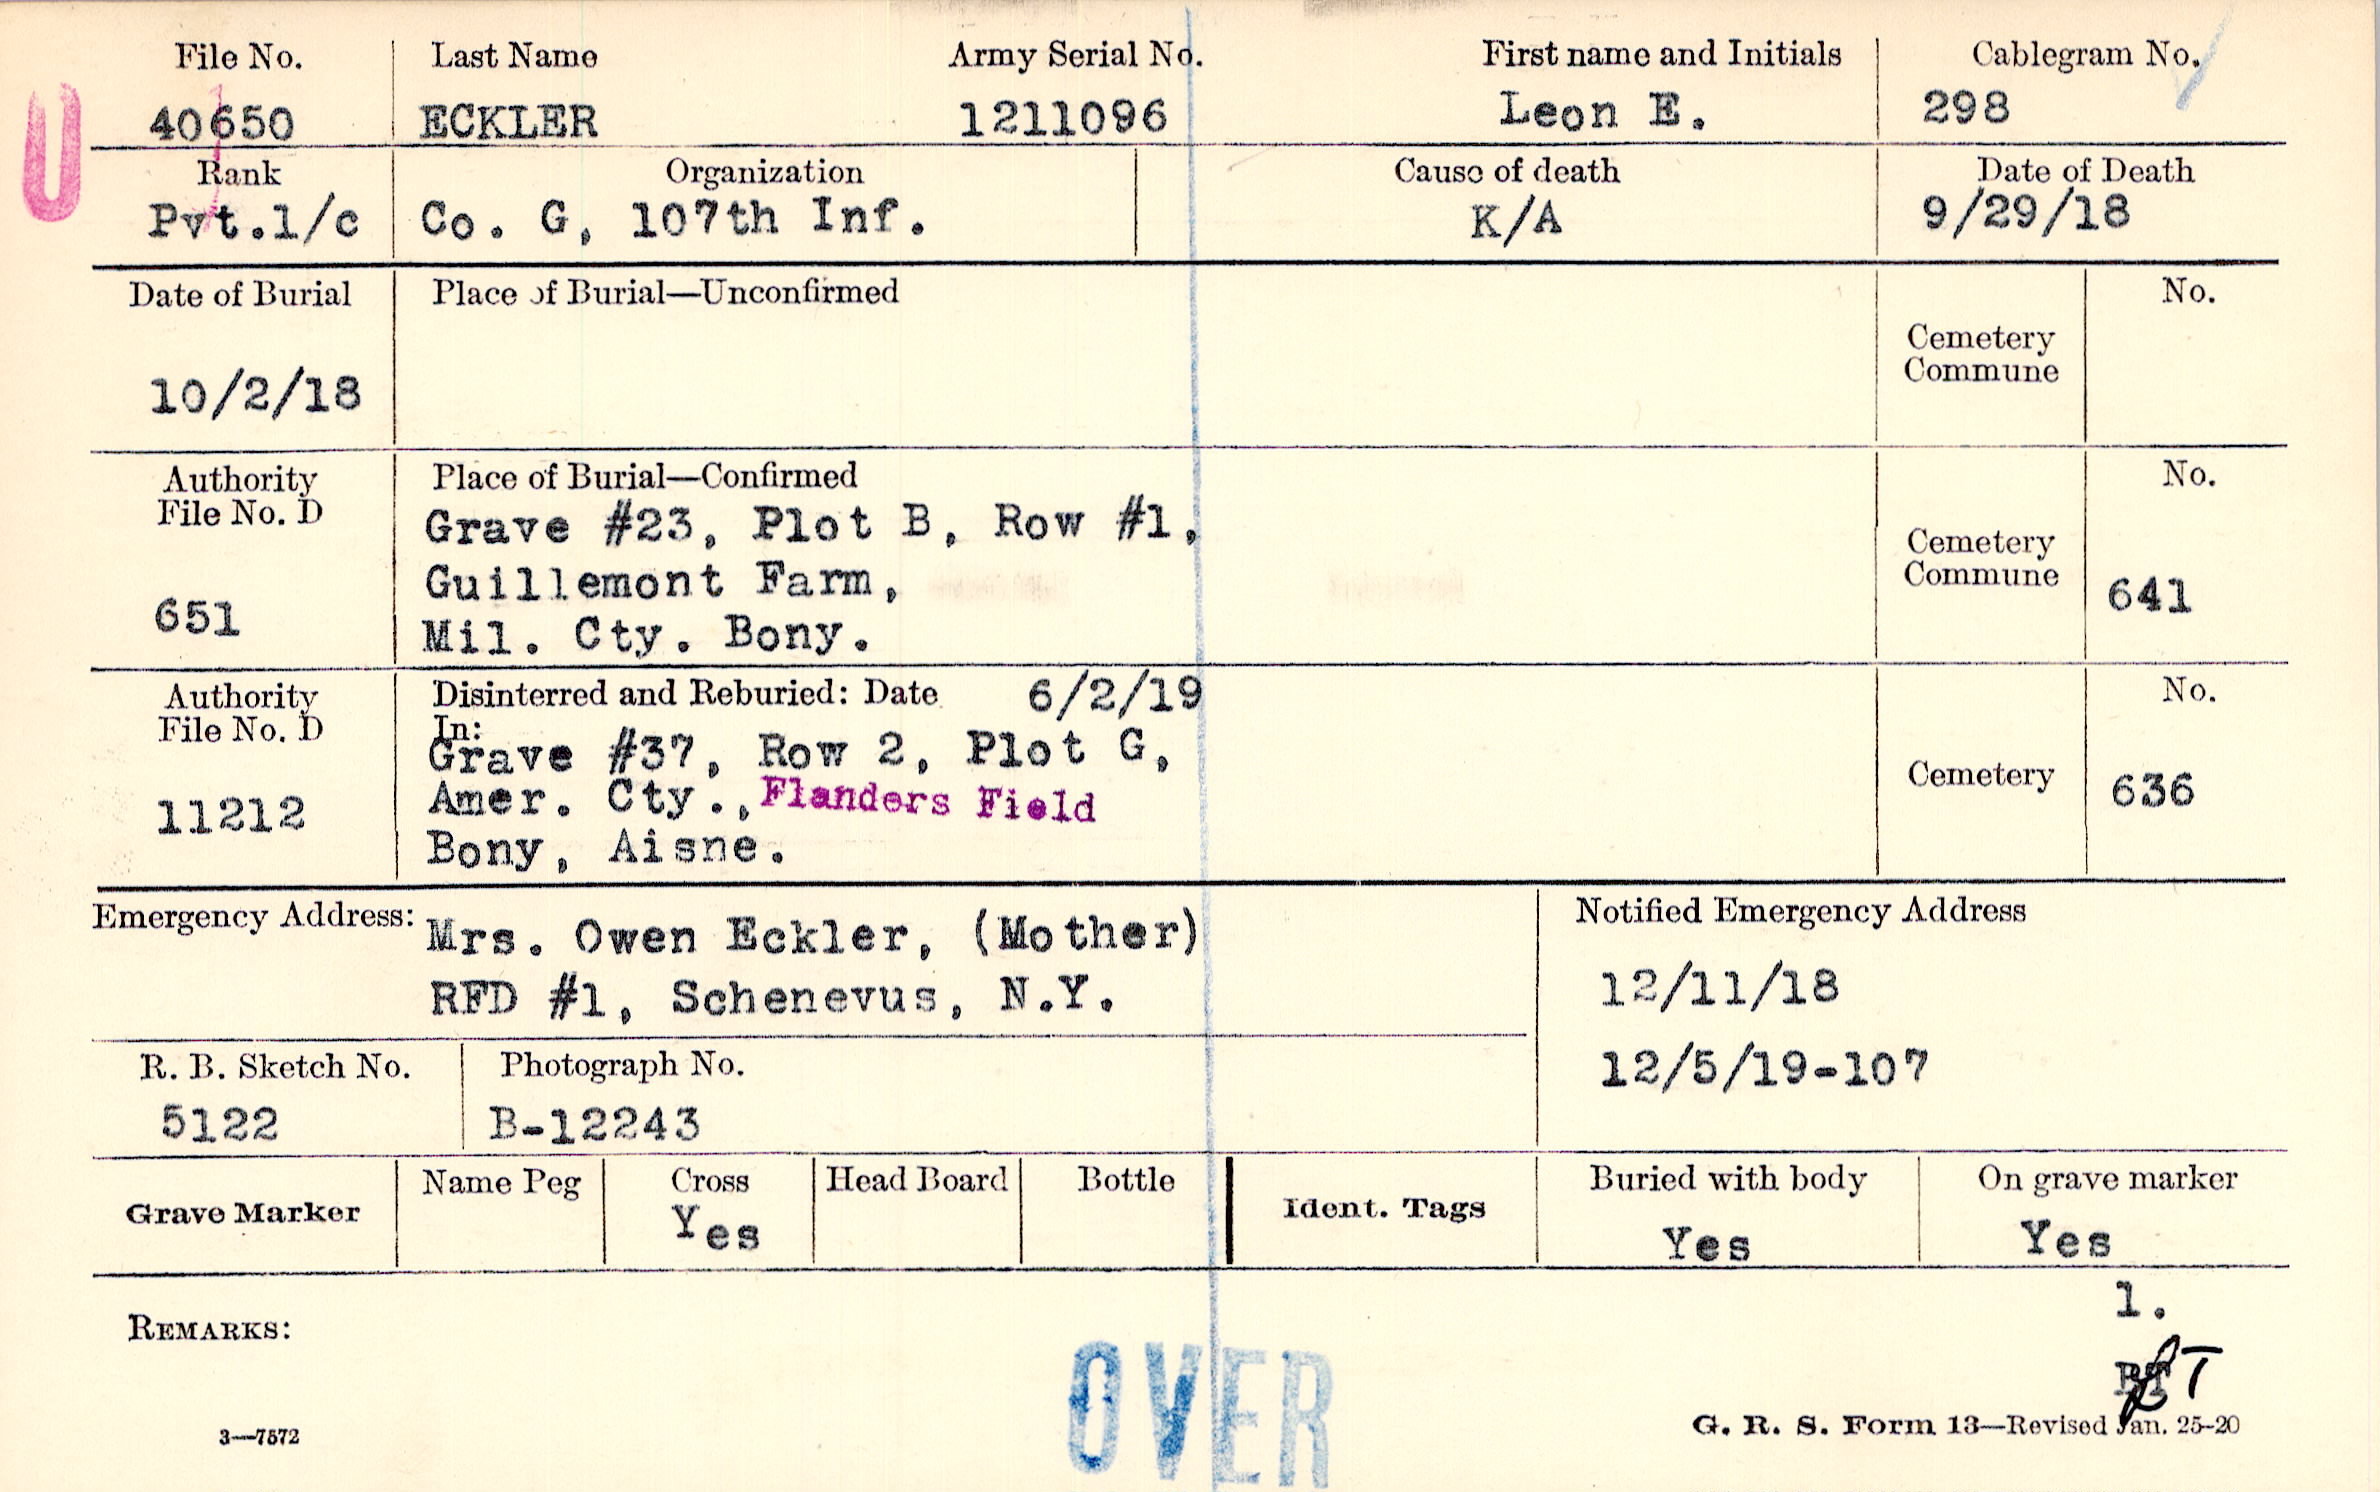 File No. Last Name Army Serial No. First name and Initials Cablegram No.
U
40650 ECKLER 1211096 Leon E. 298
Rank Organization Cause of death Date of Death
Pvt.1/c Co. G, 107th Inf. K/A 9/29/18
Date of Burial Place of Burial—Unconfirmed No.
Cemetery
Commune
10/2/18
Authority Place of Burial—Confirmed No.
File No. D
Grave #23, Plot B, Row #1,
Cemetery
Commune
Guillemont Farm,
651 641
Mil. Cty. Bony.
Authority Disinterred and Reburied: Date 6/2/19 No.
File No. D In:
Grave #37, Row 2, Plot G,
Cemetery 636
11212 Amer. Cty., Flanders Field
Bony, Aisne.
Emergency Address: Mrs. Owen Eckler, (Mother) Notified Emergency Address
RFD #1, Schenevus, N.Y. 12/11/18
R. B. Sketch No. Photograph No. 12/5/19-107
5122 B-12243
Grave Marker Name Peg Cross Head Board Bottle Ident. Tags Buried with body On grave marker
Yes Yes Yes
1.
REMARKS:
OVER
3—7572 G. R. S. Form 13—Revised Jan. 25-20